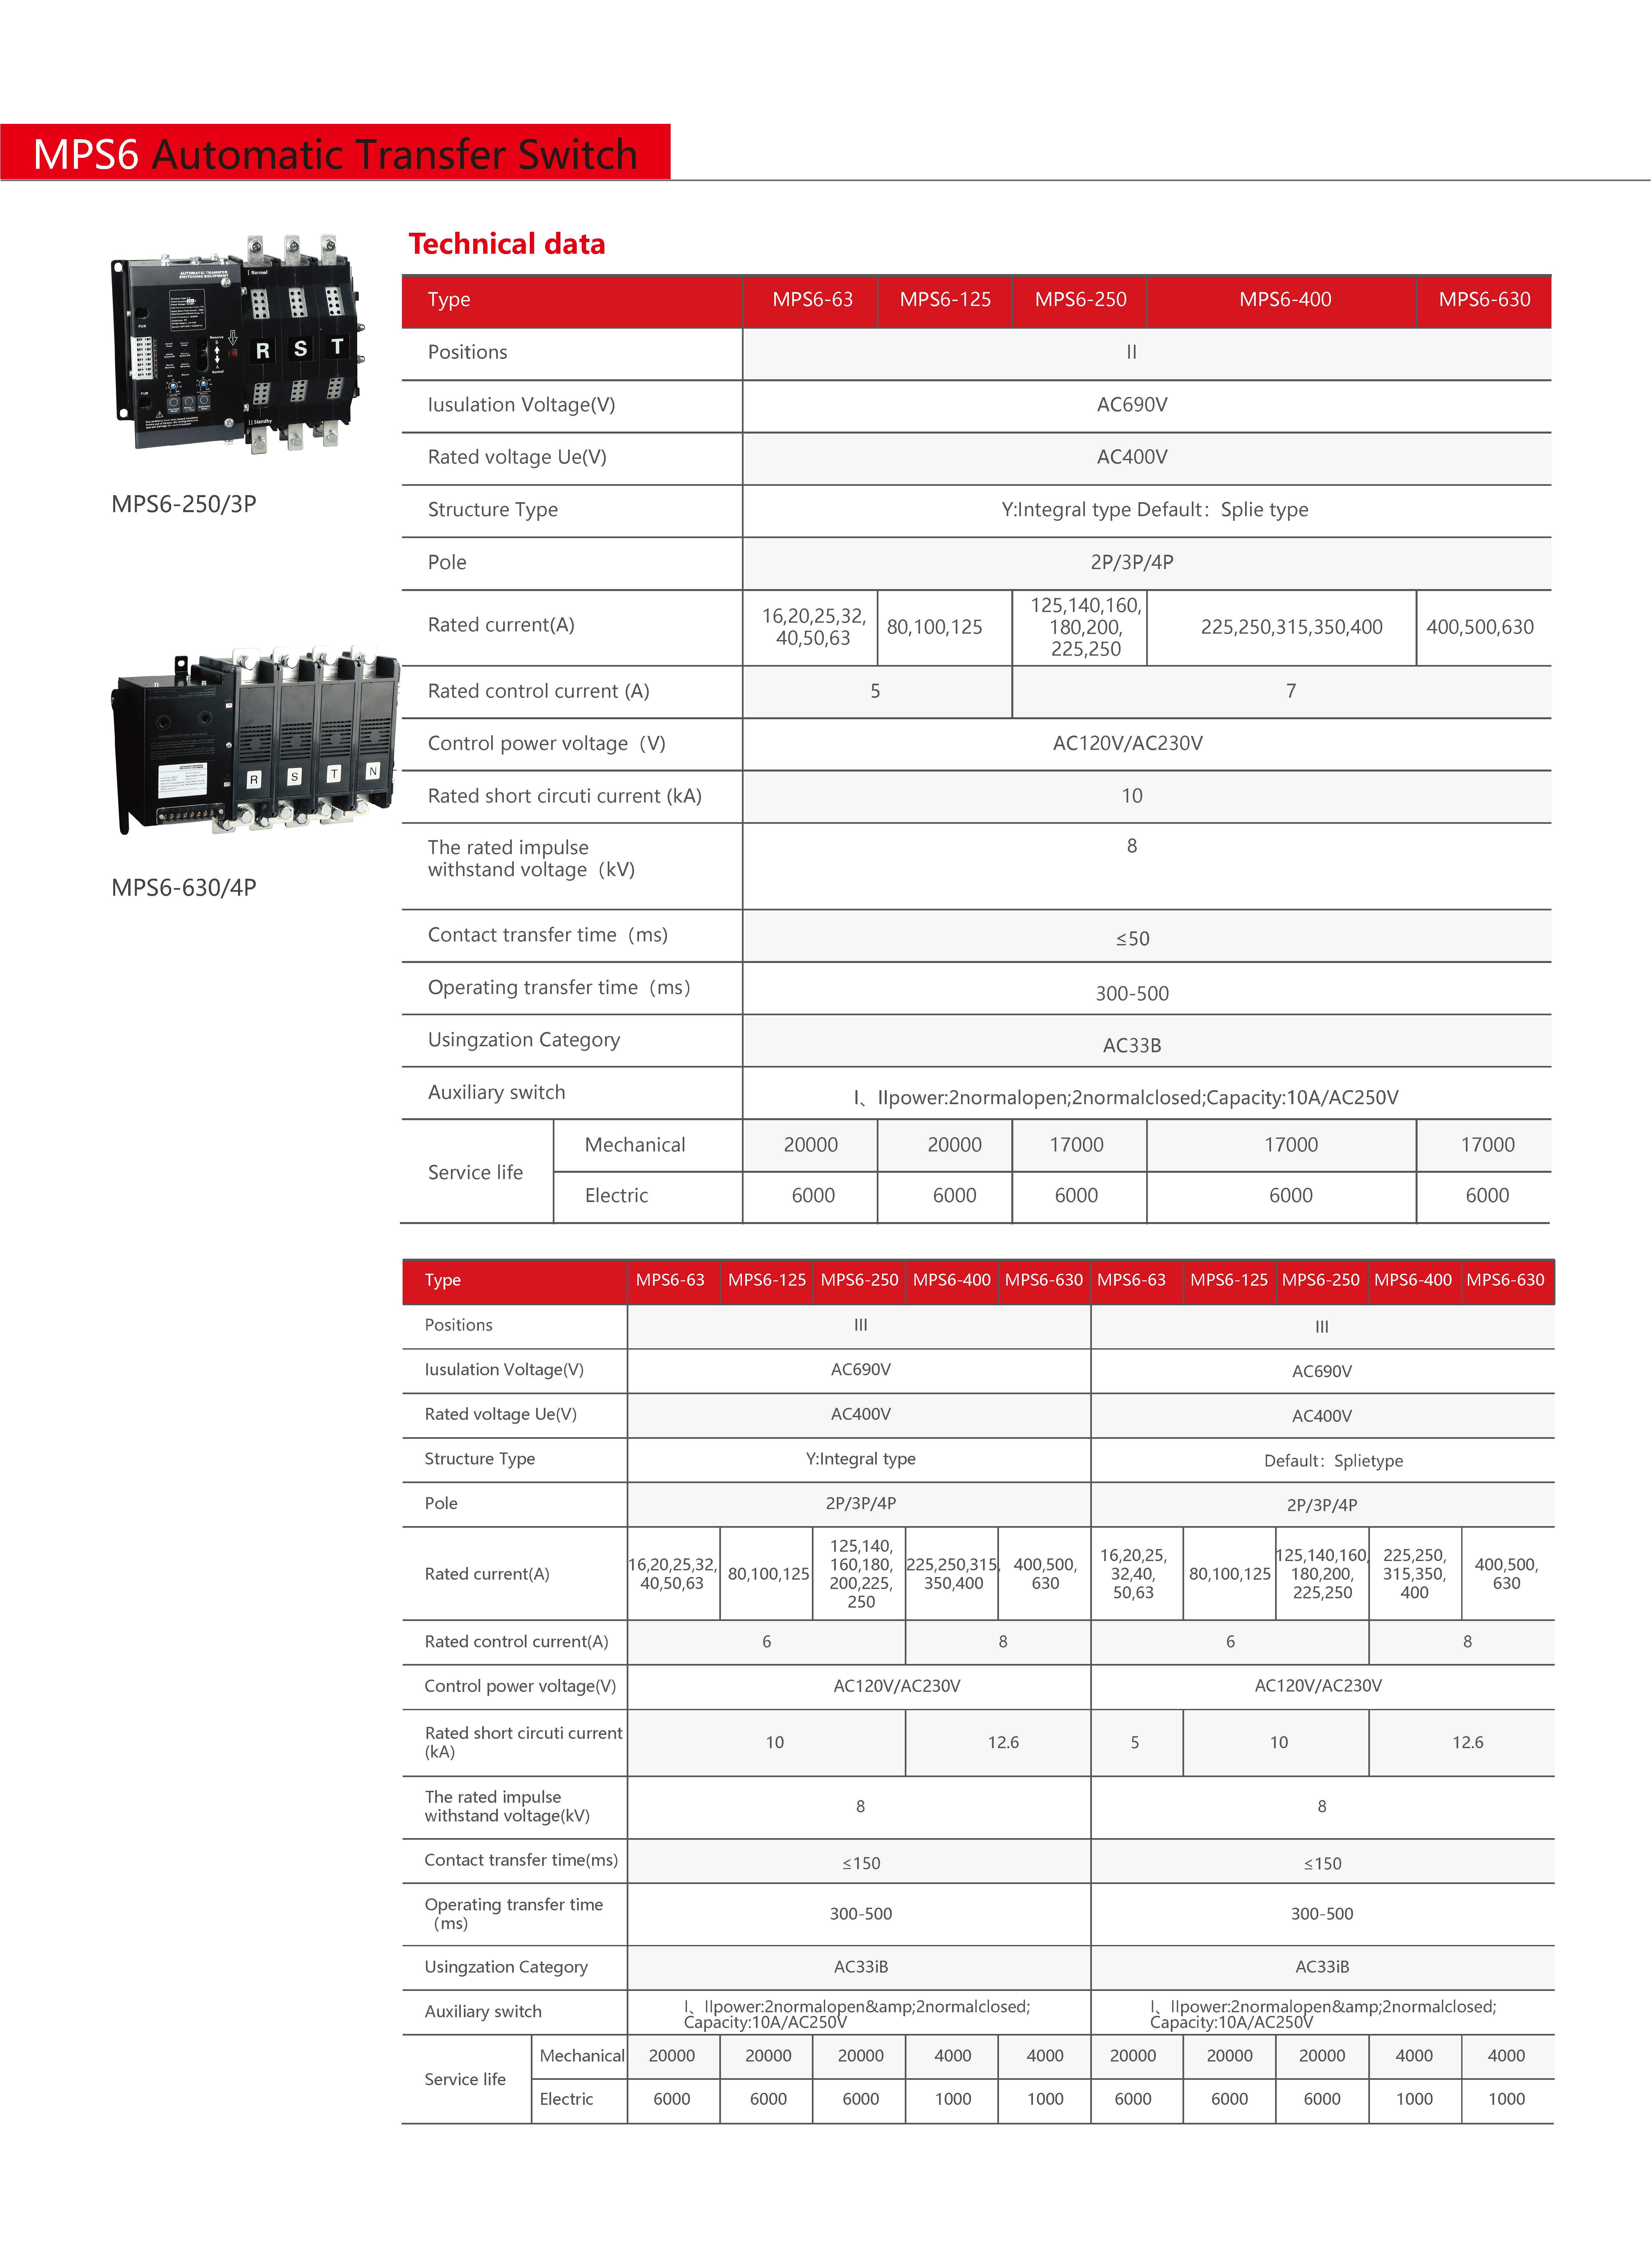 MPS6 Automatic Transfer Switch
Technical data
AUTOMATIC TRANSFER
SWITCHING EQUIPMENT
I Normal
R S T
II Standby
MPS6-250/3P
R S T N
MPS6-630/4P
Type MPS6-63 MPS6-125 MPS6-250 MPS6-400 MPS6-630
Positions II
Iusulation Voltage(V) AC690V
Rated voltage Ue(V) AC400V
Structure Type Y:Integral type Default：Splie type
Pole 2P/3P/4P
Rated current(A) 16,20,25,32, 40,50,63 80,100,125 125,140,160, 180,200, 225,250 225,250,315,350,400 400,500,630
Rated control current (A) 5 7
Control power voltage（V) AC120V/AC230V
Rated short circuti current (kA) 10
The rated impulse
withstand voltage（kV) 8
Contact transfer time（ms) ≤50
Operating transfer time（ms） 300-500
Usingzation Category AC33B
Auxiliary switch I、IIpower:2normalopen;2normalclosed;Capacity:10A/AC250V
Service life Mechanical 20000 20000 17000 17000 17000
Electric 6000 6000 6000 6000 6000
Type MPS6-63 MPS6-125 MPS6-250 MPS6-400 MPS6-630 MPS6-63 MPS6-125 MPS6-250 MPS6-400 MPS6-630
Positions III III
Iusulation Voltage(V) AC690V AC690V
Rated voltage Ue(V) AC400V AC400V
Structure Type Y:Integral type Default：Splietype
Pole 2P/3P/4P 2P/3P/4P
Rated current(A) 16,20,25,32, 40,50,63 80,100,125 125,140, 160,180, 200,225, 250 225,250,315, 350,400 400,500, 630 16,20,25, 32,40, 50,63 80,100,125 125,140,160, 180,200, 225,250 225,250, 315,350, 400 400,500, 630
Rated control current(A) 6 8 6 8
Control power voltage(V) AC120V/AC230V AC120V/AC230V
Rated short circuti current
(kA) 10 12.6 5 10 12.6
The rated impulse
withstand voltage(kV) 8 8
Contact transfer time(ms) ≤150 ≤150
Operating transfer time
（ms) 300-500 300-500
Usingzation Category AC33iB AC33iB
Auxiliary switch I、IIpower:2normalopen&amp;2normalclosed; Capacity:10A/AC250V I、IIpower:2normalopen&amp;2normalclosed; Capacity:10A/AC250V
Service life Mechanical 20000 20000 20000 4000 4000 20000 20000 20000 4000 4000
Electric 6000 6000 6000 1000 1000 6000 6000 6000 1000 1000